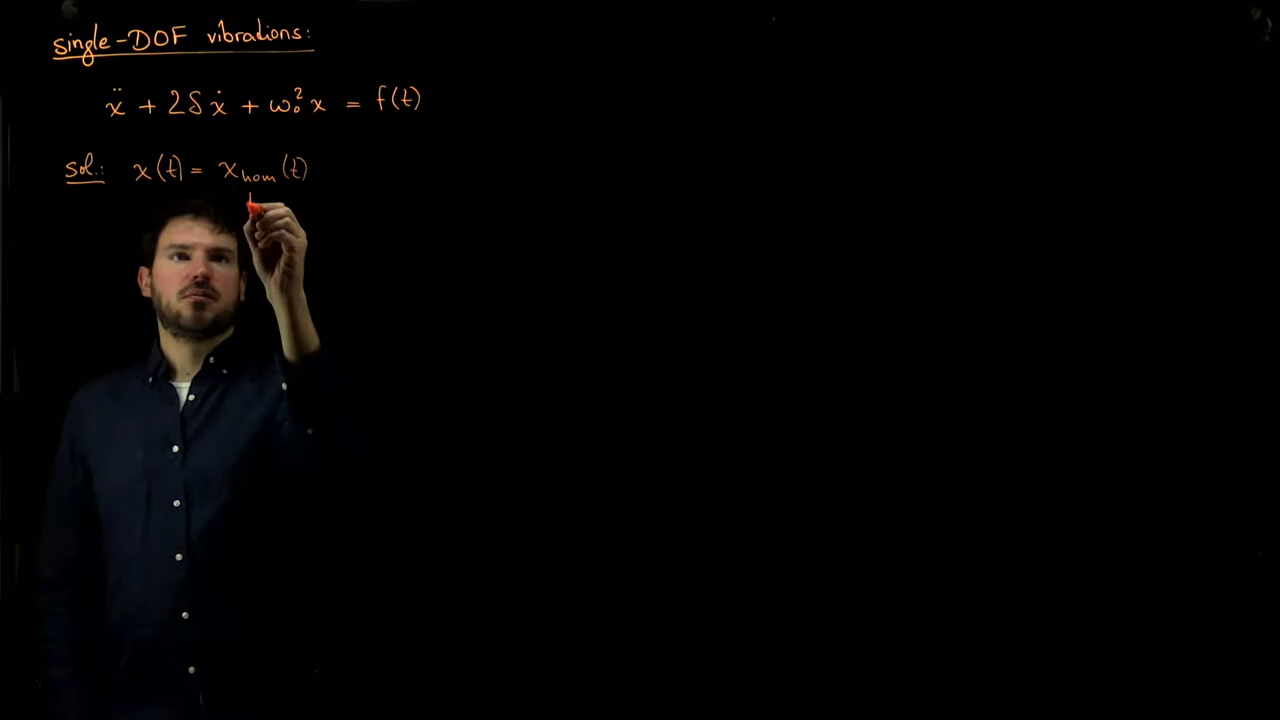 single-DOF vibrations:
ẍ + 2δẋ + ω₀²x = f(t)
sol.: x(t) = x_hom(t)